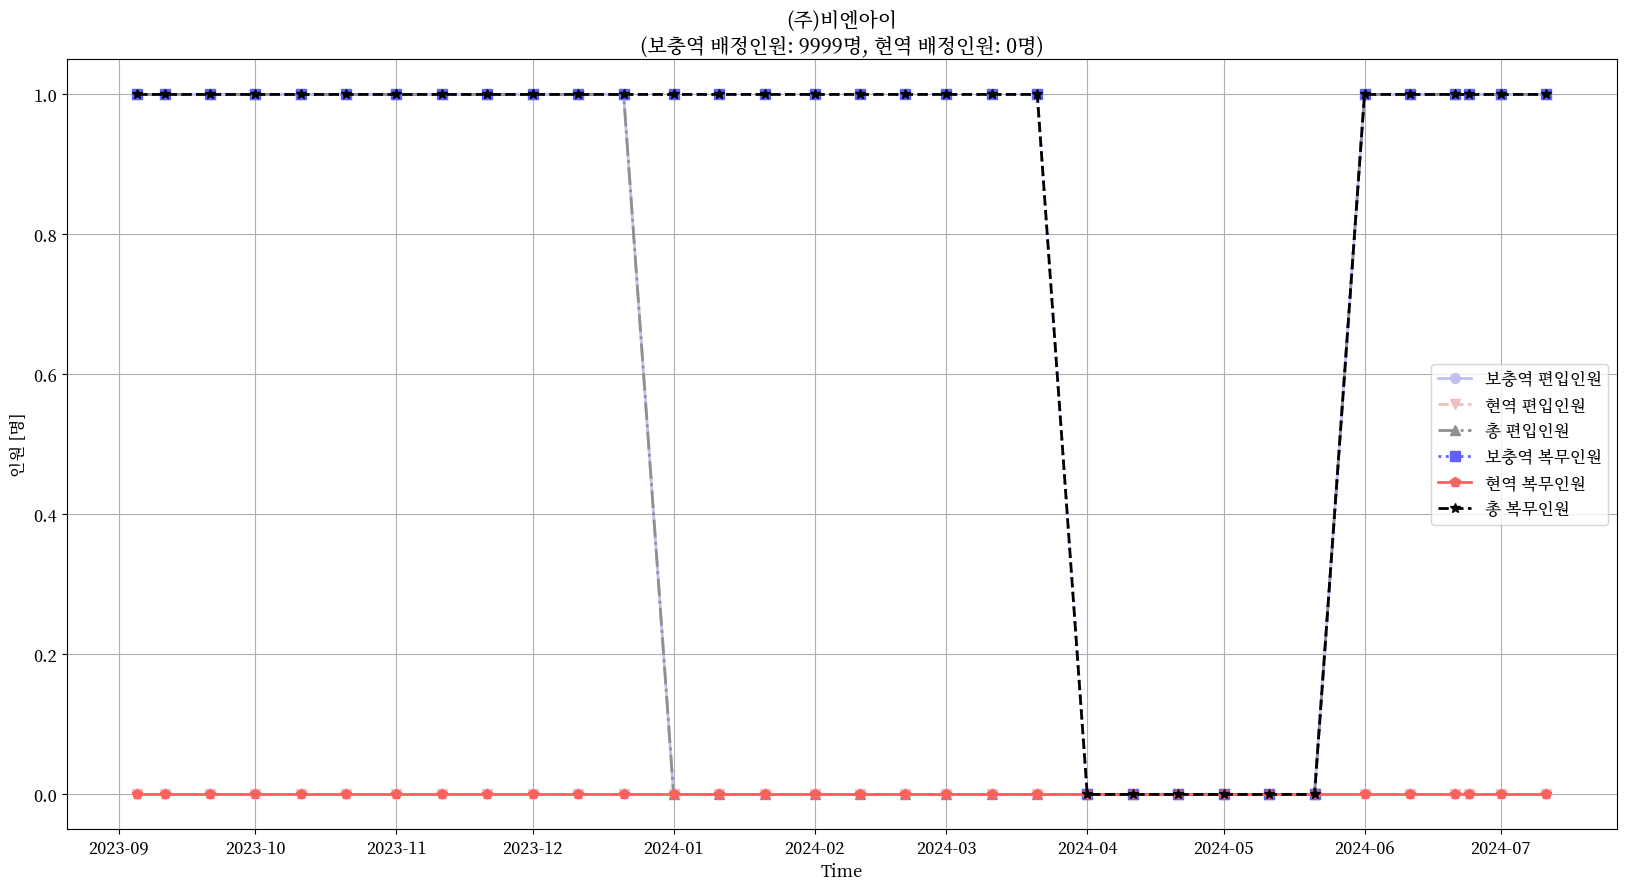 (주)비엔아이
(보충역 배정인원: 9999명, 현역 배정인원: 0명)
1.0
0.8
0.6
0.4
0.2
0.0
인원 [명]
보충역 편입인원
현역 편입인원
총 편입인원
보충역 복무인원
현역 복무인원
총 복무인원
2023-09 2023-10 2023-11 2023-12 2024-01 2024-02 2024-03 2024-04 2024-05 2024-06 2024-07
Time